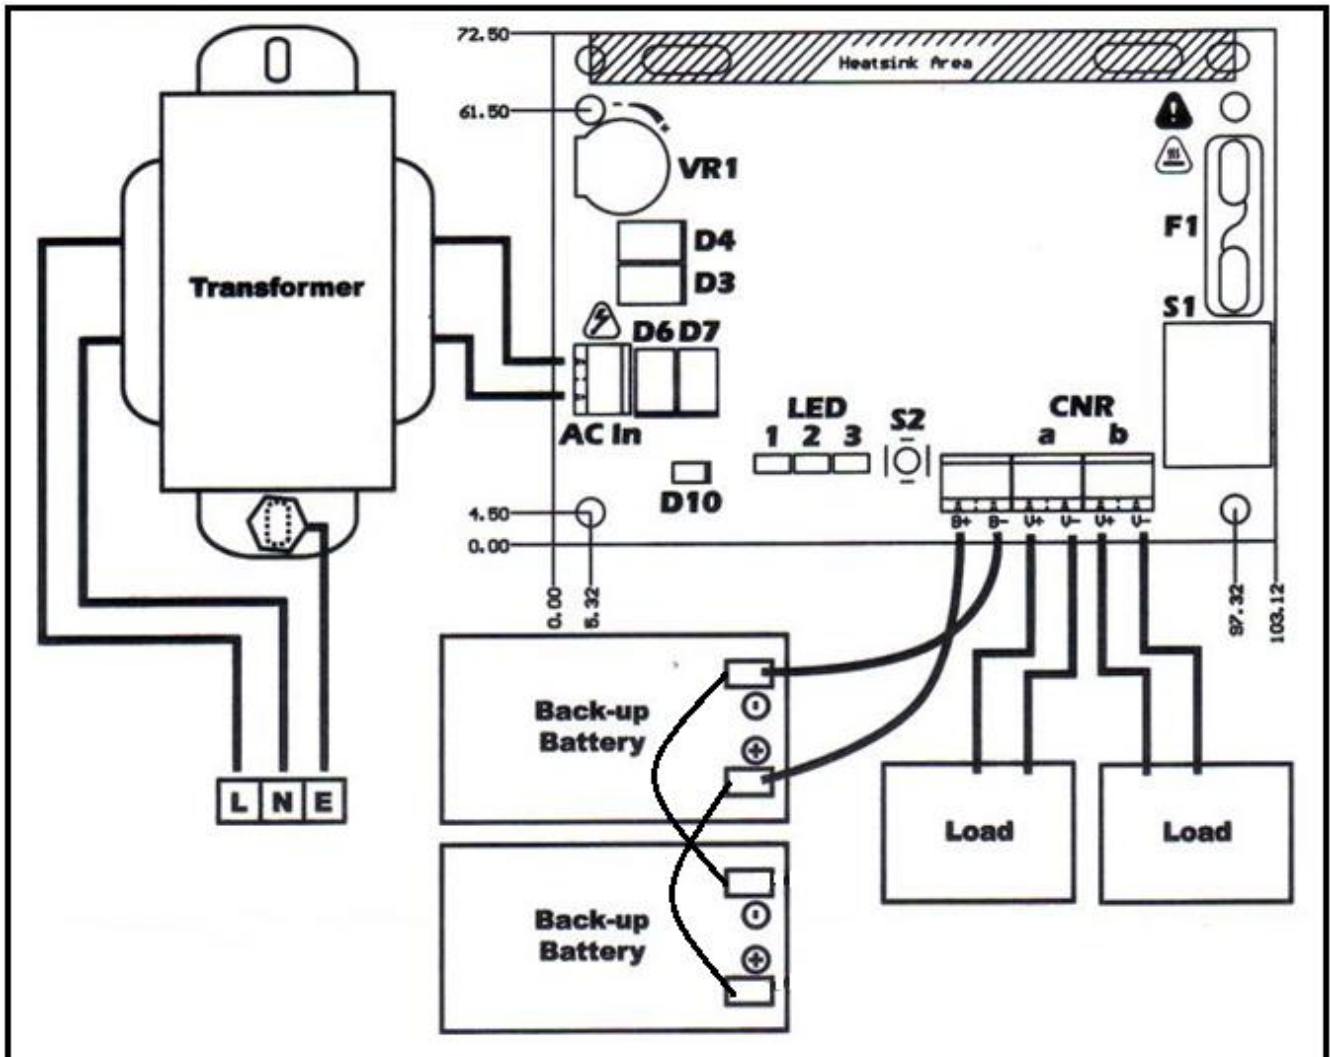 72.50
Heatsink Area
61.50
VR1
D4
F1
Transformer
D3
S1
D6 D7
LED
CNR
1 2 3
S2
a b
AC In
D10
4.50
B+ B- V+ V- V+ V-
0.00
0.00
5.32
97.32
103.12
Back-up
Battery
L N E
Load
Load
Back-up
Battery